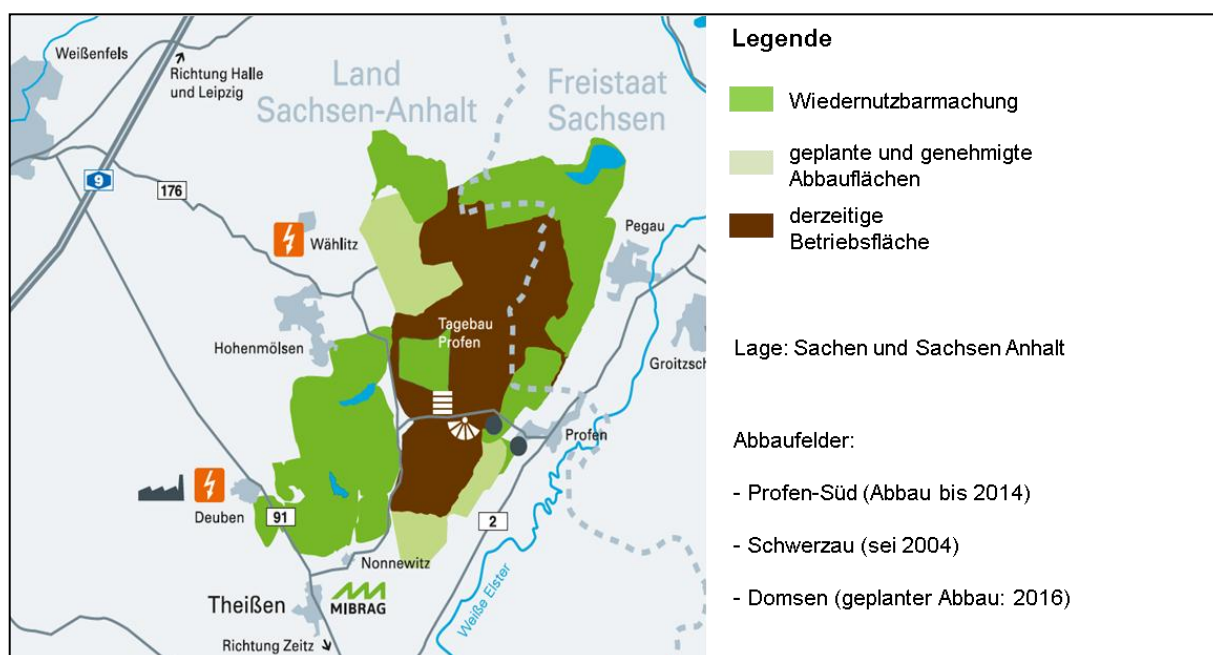 Weißenfels
Richtung Halle
und Leipzig
Land
Sachsen-Anhalt
Freistaat
Sachsen
9
176
Wählitz
Pegau
Hohenmölsen
Tagebau
Profen
Groitzsch
Profen
Deuben
91
2
Nonnewitz
Theißen
MIBRAG
Weiße Elster
Richtung Zeitz
Legende
Wiedernutzbarmachung
geplante und genehmigte
Abbauflächen
derzeitige
Betriebsfläche
Lage: Sachen und Sachsen Anhalt
Abbaufelder:
- Profen-Süd (Abbau bis 2014)
- Schwerzau (sei 2004)
- Domsen (geplanter Abbau: 2016)